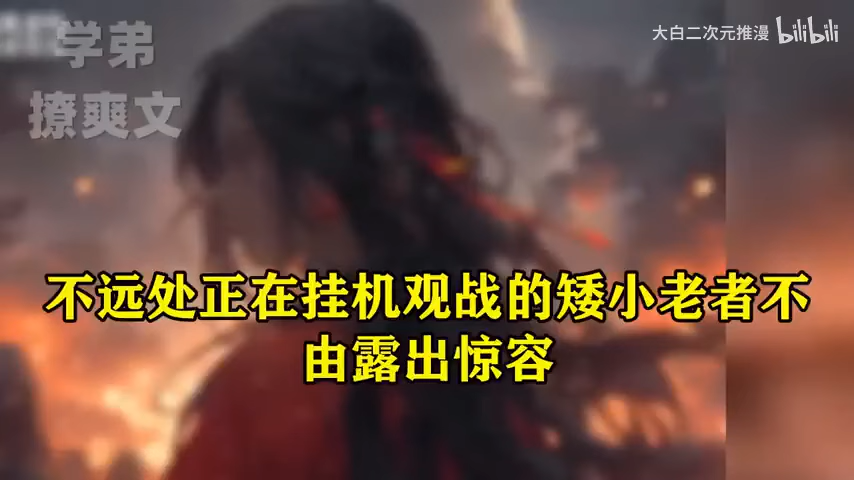 学弟
撩爽文
大白二次元推漫 bilibili
不远处正在挂机观战的矮小老者不
由露出惊容